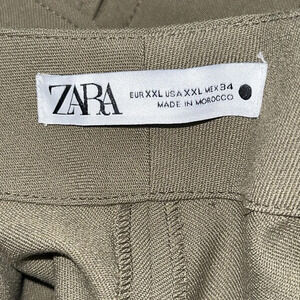 ZARA
EUR XXL USA XXL MEX 34
MADE IN MOROCCO